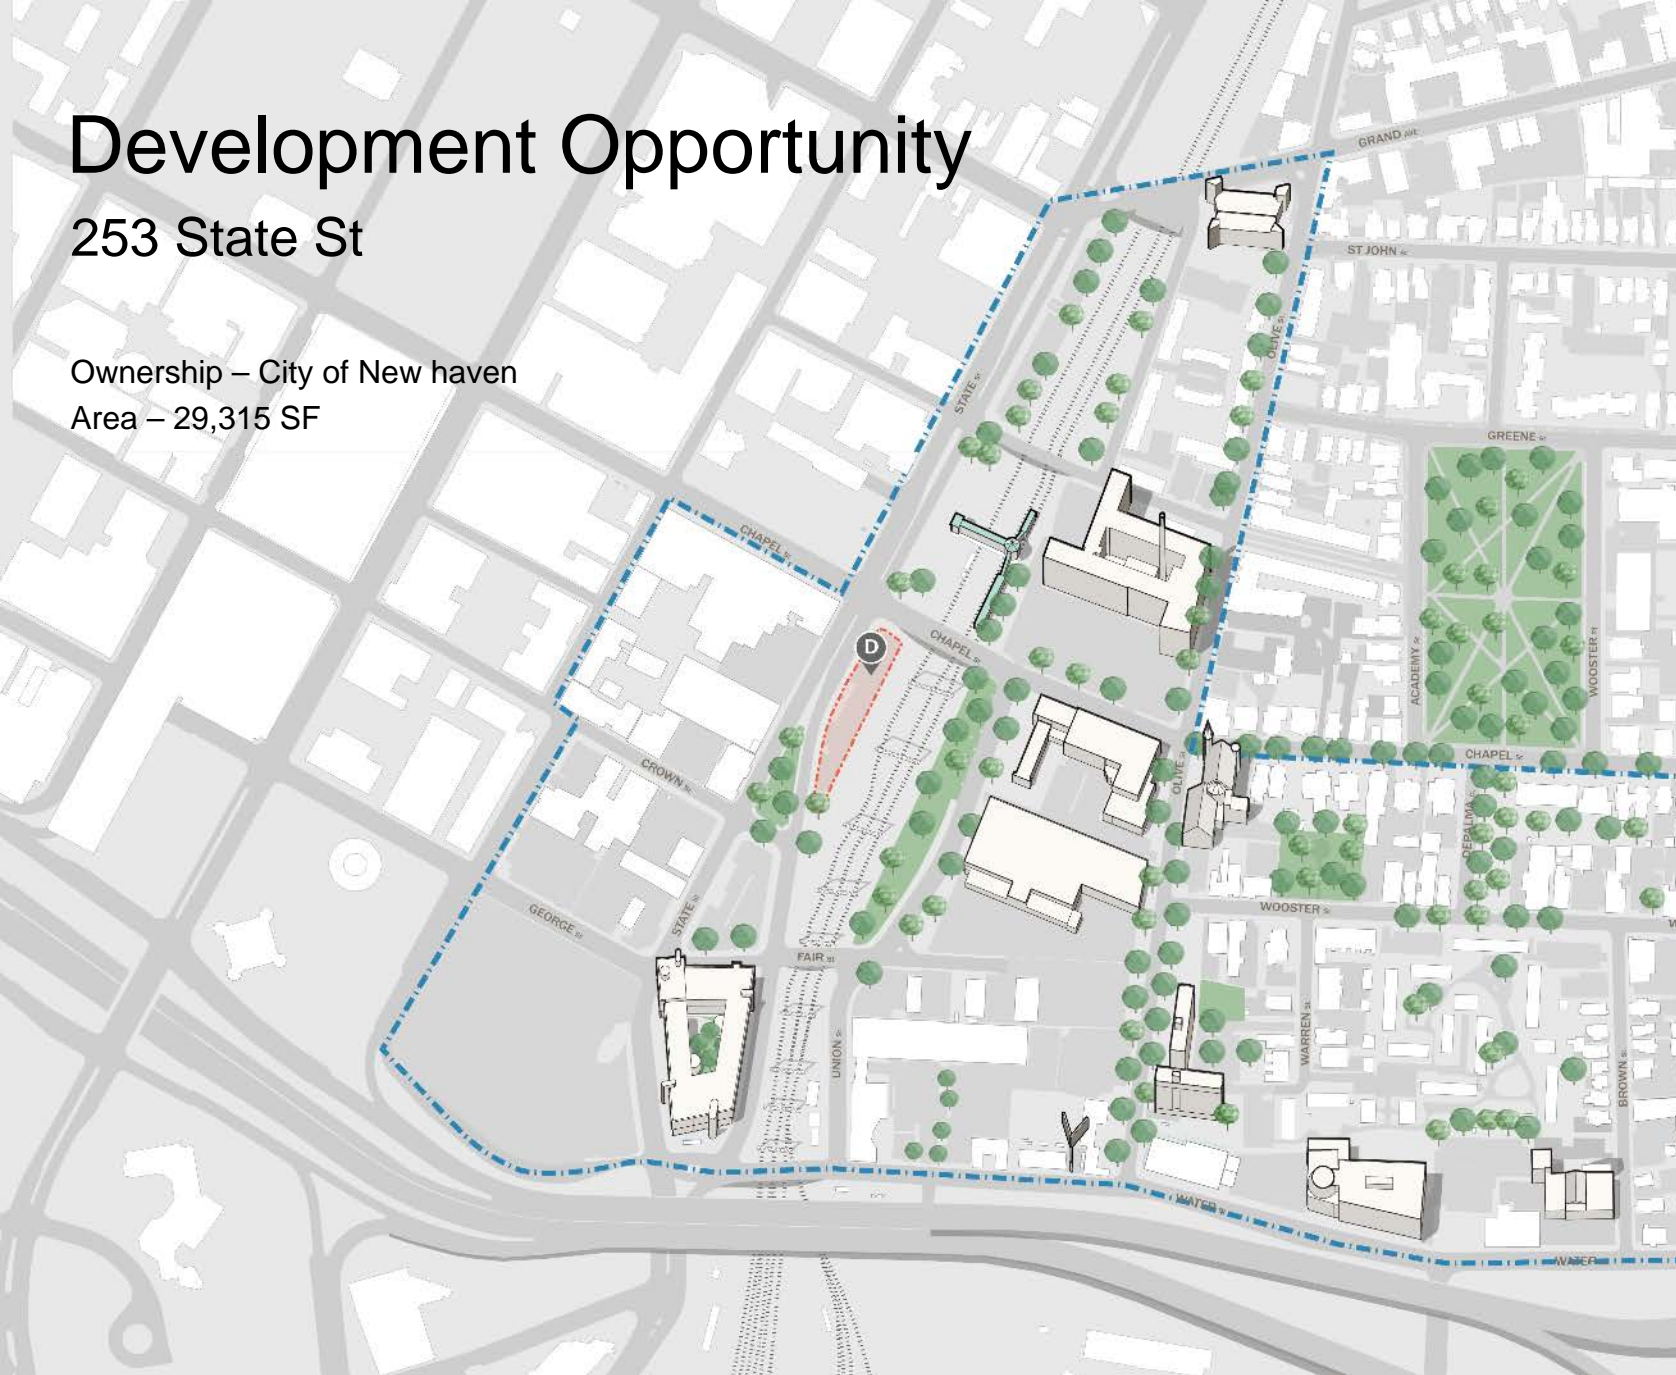 Development Opportunity
253 State St
Ownership – City of New haven
Area – 29,315 SF
GRAND AVE
ST JOHN St
OLIVE St
STATE St
GREENE St
CHAPEL St
D
CHAPEL St
ACADEMY St
WOOSTER St
CHAPEL St
OLIVE St
CROWN St
DEPALMA
WOOSTER St
W
GEORGE St
STATE St
FAIR St
UNION St
WARREN St
BROWN St
WATER St
WATER